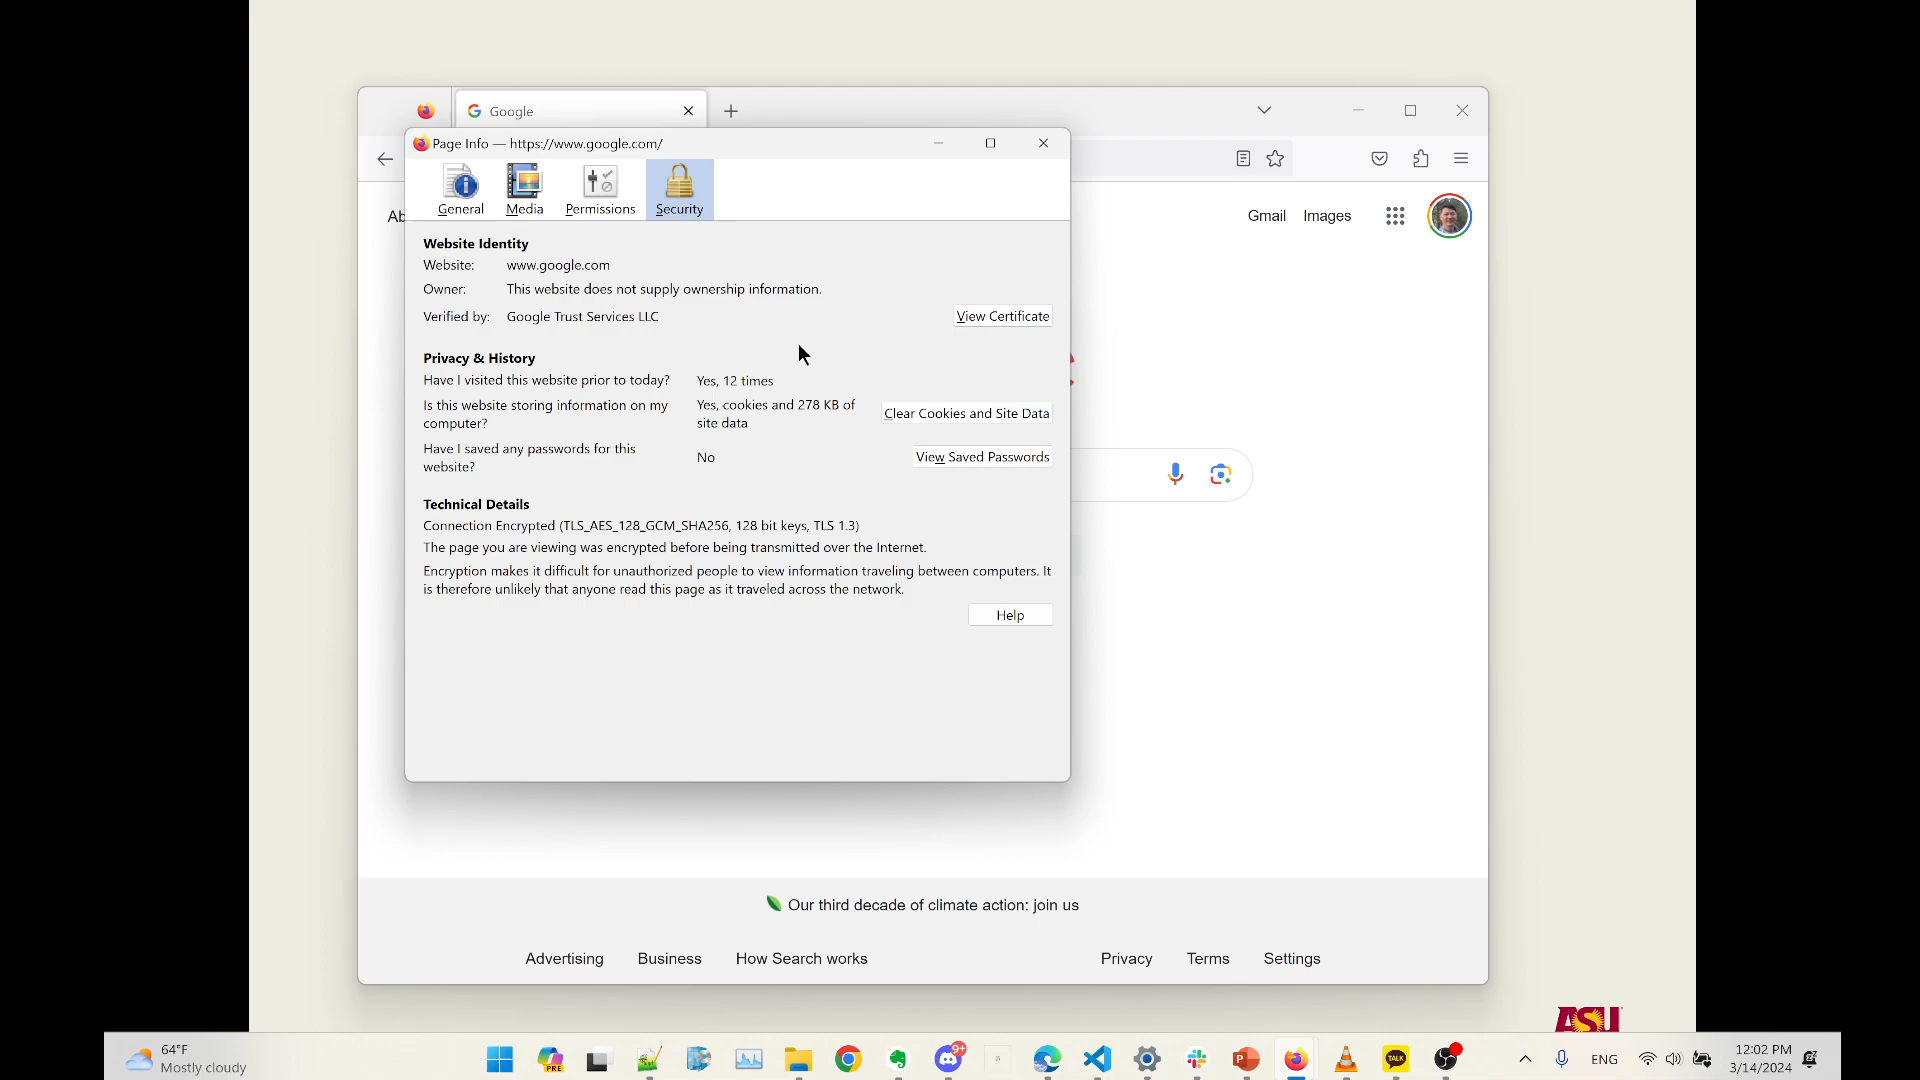 Google
Page Info — https://www.google.com/
General
Media
Permissions
Security
Ab
Gmail
Images
Website Identity
Website: www.google.com
Owner: This website does not supply ownership information.
Verified by: Google Trust Services LLC
View Certificate
Privacy & History
Have I visited this website prior to today? Yes, 12 times
Is this website storing information on my
computer?
Yes, cookies and 278 KB of
site data
Clear Cookies and Site Data
Have I saved any passwords for this
website?
No
View Saved Passwords
Technical Details
Connection Encrypted (TLS_AES_128_GCM_SHA256, 128 bit keys, TLS 1.3)
The page you are viewing was encrypted before being transmitted over the Internet.
Encryption makes it difficult for unauthorized people to view information traveling between computers. It
is therefore unlikely that anyone read this page as it traveled across the network.
Help
Our third decade of climate action: join us
Advertising
Business
How Search works
Privacy
Terms
Settings
ASU
64°F
Mostly cloudy
PRE
9+
TALK
ENG
12:02 PM
3/14/2024